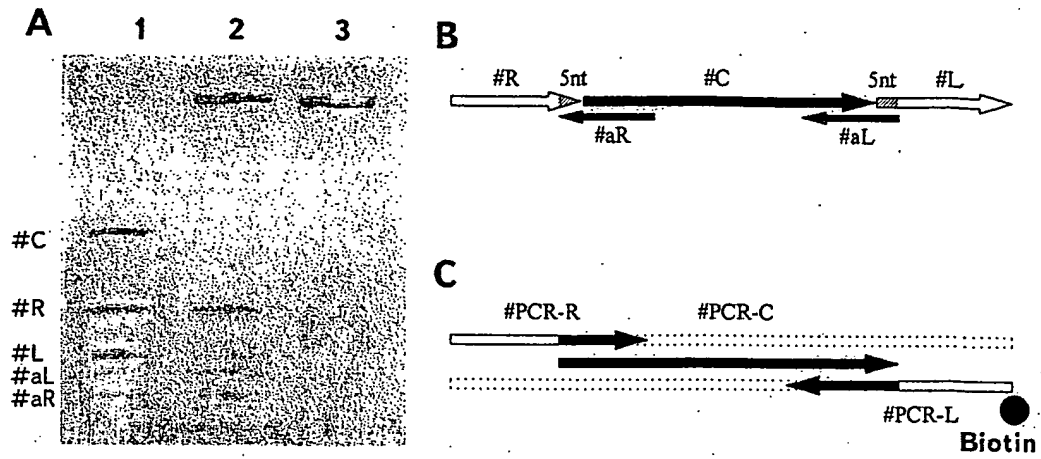 A
1 2 3
#C
#R
#L
#aL
#aR
B
#R 5nt #C 5nt #L
#aR #aL
C
#PCR-R #PCR-C
#PCR-L
Biotin